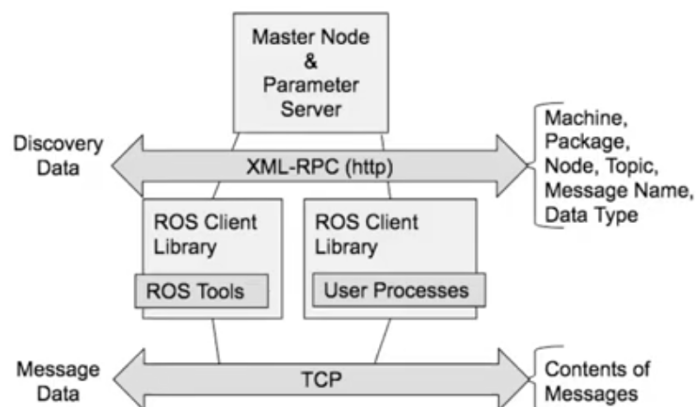 Master Node
&
Parameter
Server
Discovery
Data
XML-RPC (http)
Machine,
Package,
Node, Topic,
Message Name,
Data Type
ROS Client
Library
ROS Tools
ROS Client
Library
User Processes
Message
Data
TCP
Contents of
Messages